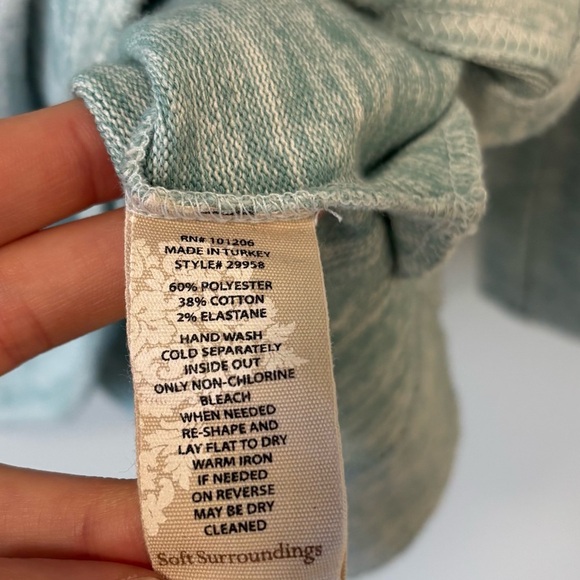 RN# 101206
MADE IN TURKEY
STYLE# 29958
60% POLYESTER
38% COTTON
2% ELASTANE
HAND WASH
COLD SEPARATELY
INSIDE OUT
ONLY NON-CHLORINE
BLEACH
WHEN NEEDED
RE-SHAPE AND
LAY FLAT TO DRY
WARM IRON
IF NEEDED
ON REVERSE
MAY BE DRY
CLEANED
Soft Surroundings